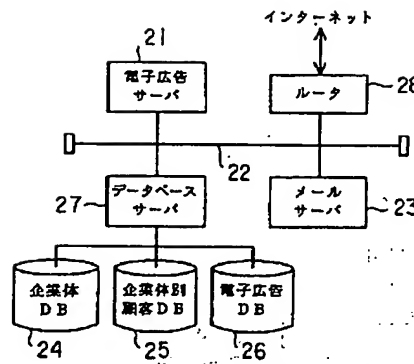 インターネット
21
電子広告
サーバ
ルータ
28
22
27
データベース
サーバ
メール
サーバ
23
企業体
DB
企業体別
顧客DB
電子広告
DB
24
25
26